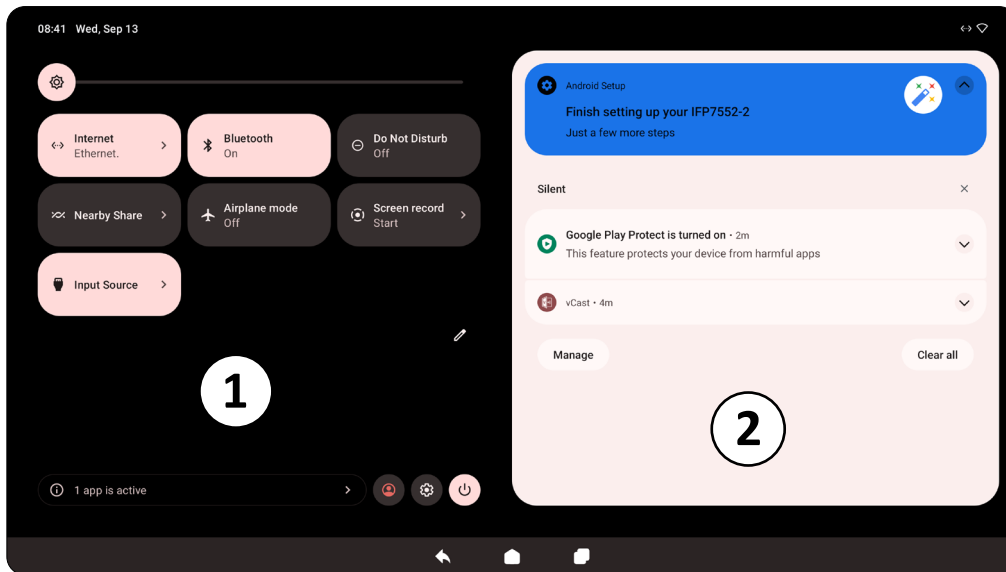 08:41 Wed, Sep 13
Internet
Ethernet.
Bluetooth
On
Do Not Disturb
Off
Nearby Share
Airplane mode
Off
Screen record
Start
Input Source
1
1 app is active
Android Setup
Finish setting up your IFP7552-2
Just a few more steps
Silent
Google Play Protect is turned on • 2m
This feature protects your device from harmful apps
vCast • 4m
Manage
Clear all
2